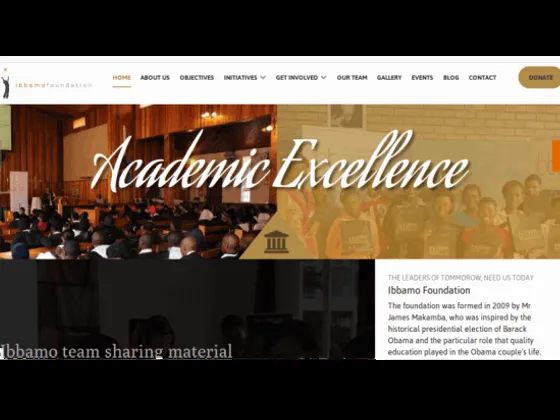 Ibbamofoundation
HOME ABOUT US OBJECTIVES INITIATIVES GET INVOLVED OUR TEAM GALLERY EVENTS BLOG CONTACT DONATE
Academic Excellence
THE LEADERS OF TOMMOROW, NEED US TODAY
Ibbamo Foundation
The foundation was formed in 2009 by Mr
James Makamba, who was inspired by the
historical presidential election of Barack
Obama and the particular role that quality
education played in the Obama couple's life.
Ibbamo team sharing material